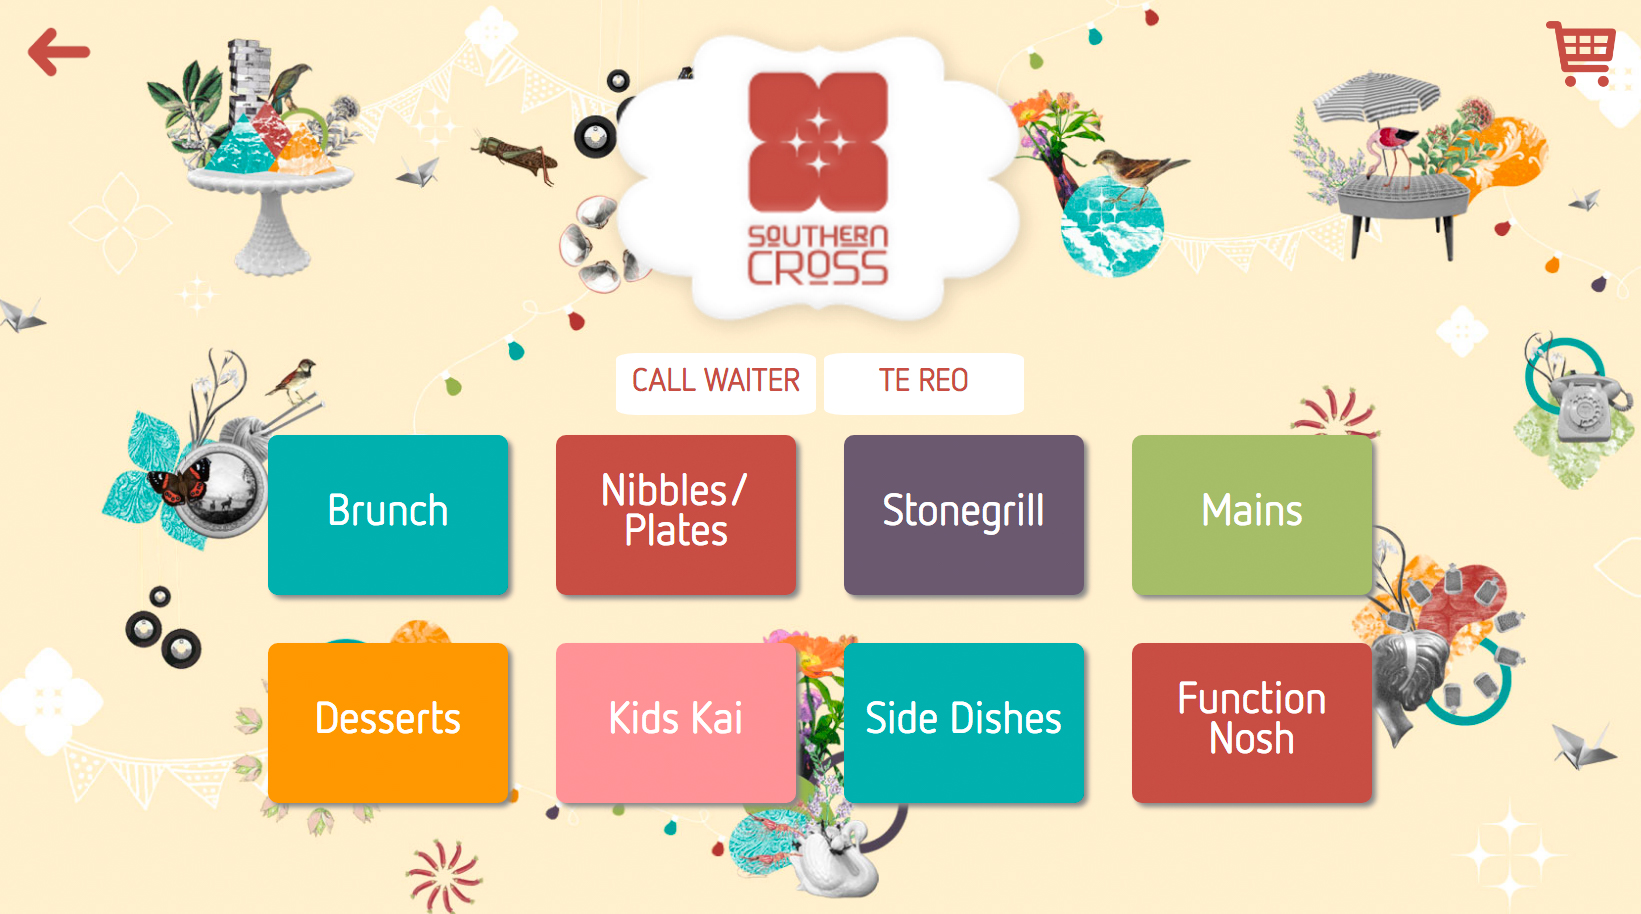 SOUTHERN
CROSS
CALL WAITER
TE REO
Brunch
Nibbles/
Plates
Stonegrill
Mains
Desserts
Kids Kai
Side Dishes
Function
Nosh